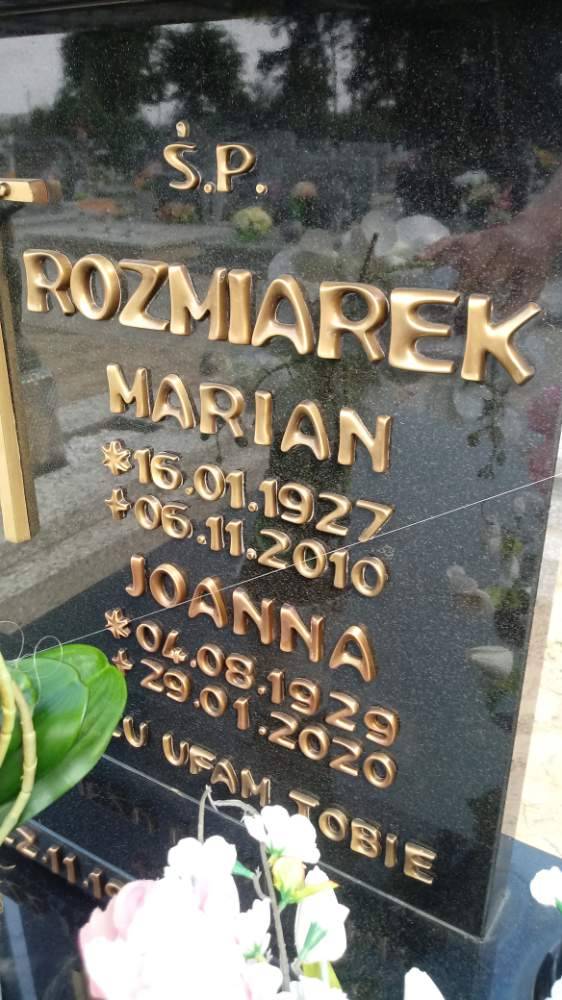 Ś.P.
ROZMIAREK
MARIAN
*16.01.1927
+06.11.2010
JOANNA
*04.08.1929
+29.01.2020
UFAM TOBIE